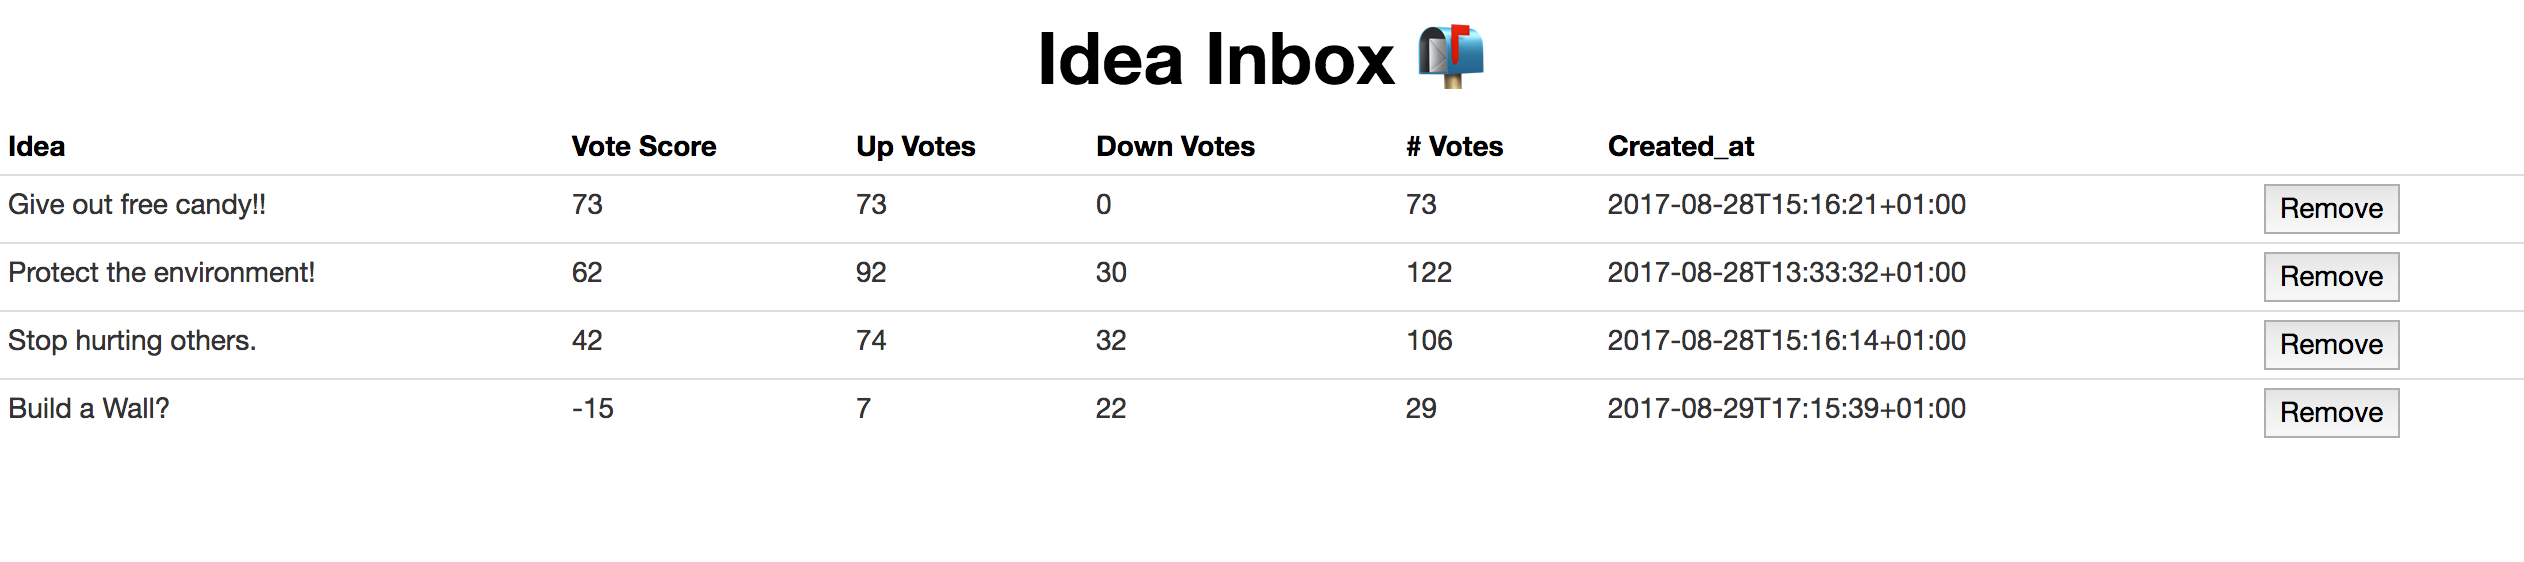 Idea Inbox 📬
Idea Vote Score Up Votes Down Votes # Votes Created_at
Give out free candy!! 73 73 0 73 2017-08-28T15:16:21+01:00 Remove
Protect the environment! 62 92 30 122 2017-08-28T13:33:32+01:00 Remove
Stop hurting others. 42 74 32 106 2017-08-28T15:16:14+01:00 Remove
Build a Wall? -15 7 22 29 2017-08-29T17:15:39+01:00 Remove